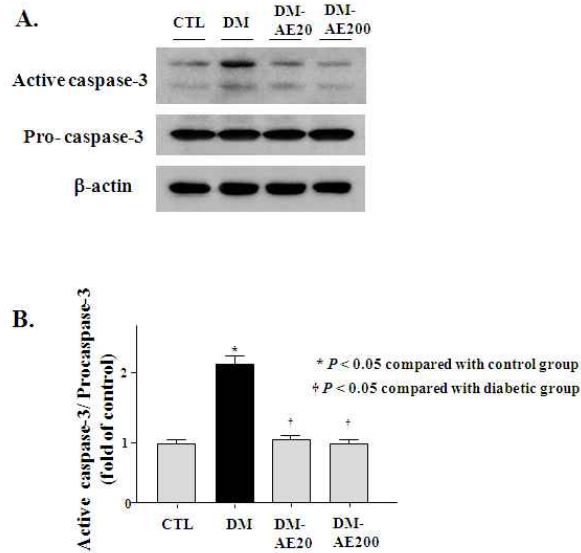 A.
CTL DM DM-AE20 DM-AE200
Active caspase-3
Pro- caspase-3
β-actin
B.
Active caspase-3/ Procaspase-3
(fold of control)
2
1
0
*
†
†
* P < 0.05 compared with control group
† P < 0.05 compared with diabetic group
CTL DM DM-AE20 DM-AE200